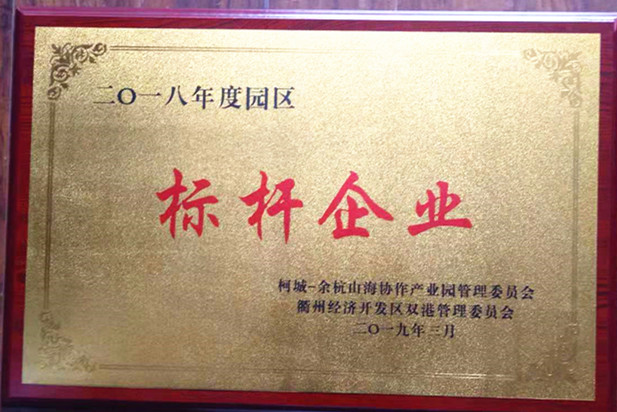 二〇一八年度园区
标杆企业
柯城-余杭山海协作产业园管理委员会
衢州经济开发区双港管理委员会
二〇一九年三月